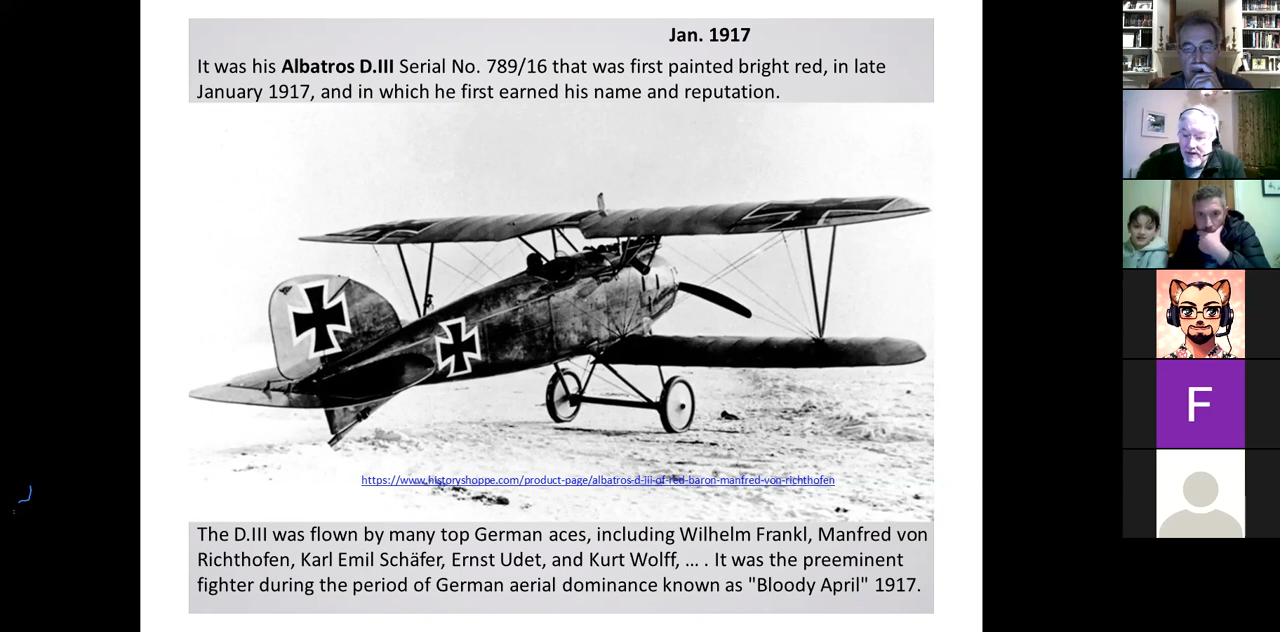 Jan. 1917
It was his Albatros D.III Serial No. 789/16 that was first painted bright red, in late
January 1917, and in which he first earned his name and reputation.
https://www.historyshoppe.com/product-page/albatros-d-iii-of-red-baron-manfred-von-richthofen
The D.III was flown by many top German aces, including Wilhelm Frankl, Manfred von
Richthofen, Karl Emil Schäfer, Ernst Udet, and Kurt Wolff, ... . It was the preeminent
fighter during the period of German aerial dominance known as "Bloody April" 1917.
F